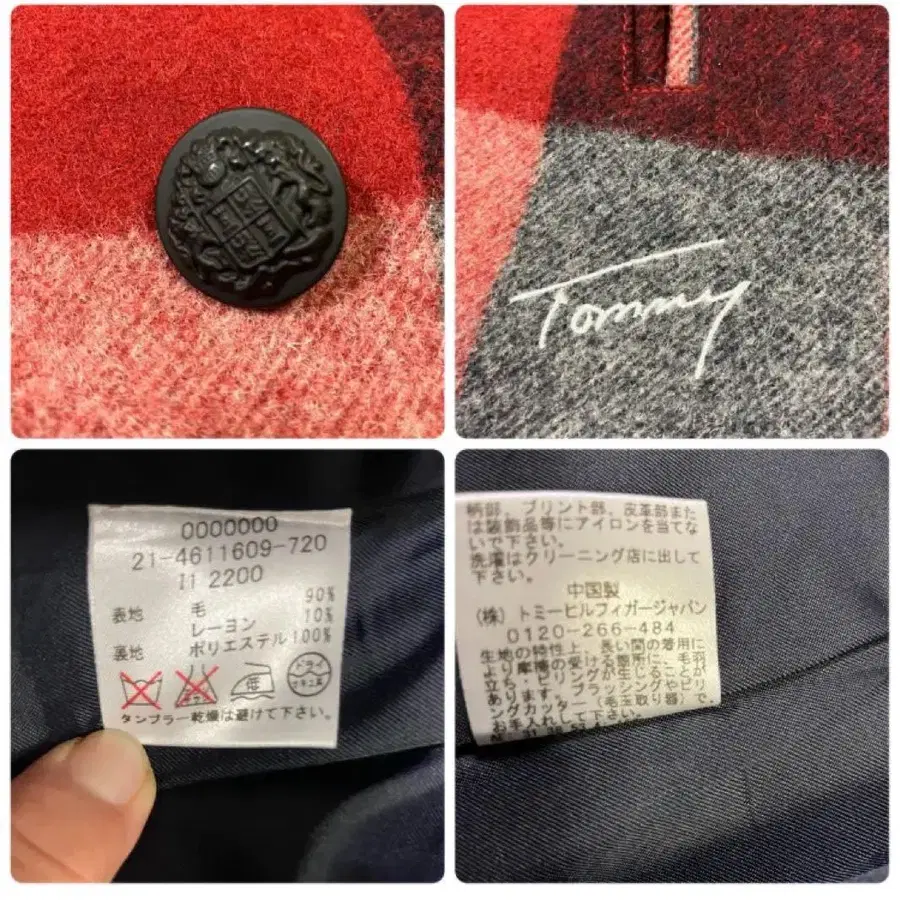 Tommy
0000000
21-4611609-720
II 2200
表地 毛 90%
レーヨン 10%
裏地 ポリエステル 100%
低
ドライ
タンブラー乾燥は避けて下さい。
柄部、プリント部、皮革部また
は装飾品等にアイロンを当てな
いで下さい。
洗濯はクリーニング店に出して
下さい。
中国製
(株) トミーヒルフィガージャパン
0120-266-484
生地の特性上、長い間の着用に
より摩擦の受ける箇所に、毛羽
立ち・ピリングが生じることが
あります。ブラッシングやピリ
ングカッター(毛玉取り器)で
お手入れして下さい。